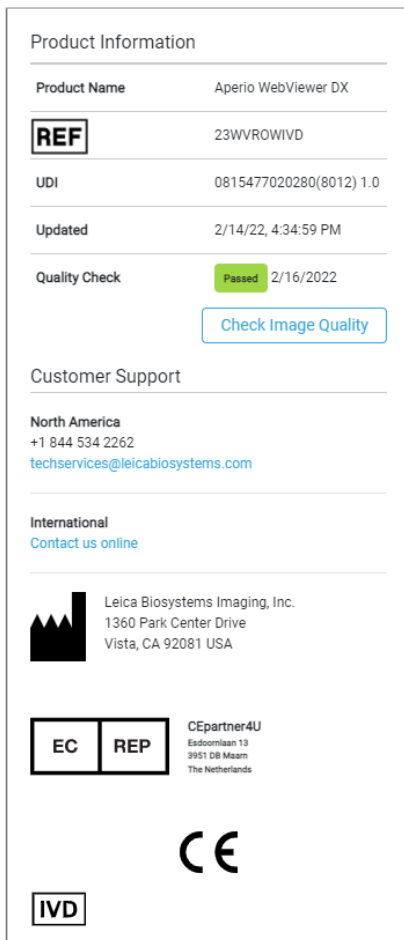 Product Information
Product Name Aperio WebViewer DX
REF 23WVROWIVD
UDI 0815477020280(8012) 1.0
Updated 2/14/22, 4:34:59 PM
Quality Check Passed 2/16/2022
Check Image Quality
Customer Support
North America
+1 844 534 2262
techservices@leicabiosystems.com
International
Contact us online
Leica Biosystems Imaging, Inc.
1360 Park Center Drive
Vista, CA 92081 USA
EC REP
CEpartner4U
Esdoornlaan 13
3951 DB Maarn
The Netherlands
CE
IVD